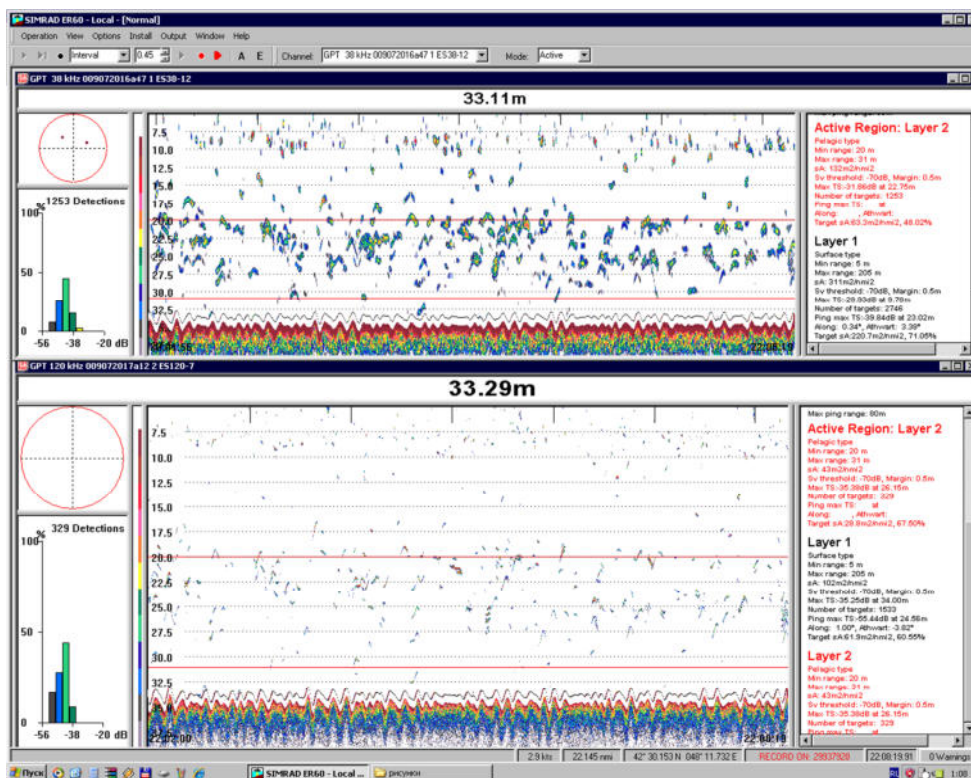 SIMRAD ER60 - Local - [Normal]
Operation View Options Install Output Window Help
Interval 0.45 A E Channel: GPT 38 kHz 009072016a47 1 ES38-12 Mode: Active
GPT 38 kHz 009072016a47 1 ES38-12
33.11m
1253 Detections
%
100
50
0
-56 -38 -20 dB
7.5
10.0
12.5
15.0
17.5
20.0
22.5
25.0
27.5
30.0
32.5
22:08:19
Active Region: Layer 2
Pelagic type
Min range: 20 m
Max range: 31 m
sA: 132m2/nmi2
Sv threshold: -70dB, Margin: 0.5m
Max TS:-31.66dB at 22.75m
Number of targets: 1253
Ping max TS: at
Along: , Athwart:
Target sA:63.3m2/nmi2, 48.02%
Layer 1
Surface type
Min range: 5 m
Max range: 205 m
sA: 311m2/nmi2
Sv threshold: -70dB, Margin: 0.5m
Number of targets: 2746
Ping max TS:-39.84dB at 23.02m
Along: 0.34°, Athwart: 3.39°
Target sA:220.7m2/nmi2, 71.05%
GPT 120 kHz 009072017a12 2 ES120-7
33.29m
329 Detections
%
100
50
0
-56 -38 -20 dB
7.5
10.0
12.5
15.0
17.5
20.0
22.5
25.0
27.5
30.0
32.5
22:02:00
22:08:19
Max ping range: 80m
Active Region: Layer 2
Pelagic type
Min range: 20 m
Max range: 31 m
sA: 43m2/nmi2
Sv threshold: -70dB, Margin: 0.5m
Max TS:-35.39dB at 26.15m
Number of targets: 329
Ping max TS: at
Along: , Athwart:
Target sA:28.8m2/nmi2, 67.50%
Layer 1
Surface type
Min range: 5 m
Max range: 205 m
sA: 102m2/nmi2
Sv threshold: -70dB, Margin: 0.5m
Max TS:-35.25dB at 34.00m
Number of targets: 1533
Ping max TS:-55.44dB at 24.56m
Along: 1.00°, Athwart: -3.82°
Target sA:61.9m2/nmi2, 60.55%
Layer 2
Pelagic type
Min range: 20 m
Max range: 31 m
sA: 43m2/nmi2
Sv threshold: -70dB, Margin: 0.5m
Max TS:-35.39dB at 26.15m
Number of targets: 329
Ping max TS: at
2.9 kts 22.145 nmi 42° 30.153 N 048° 11.732 E RECORD ON: 29937920 22:08:19.91 0 Warning
Пуск SIMRAD ER60 - Local ... рисунки RU 1:08